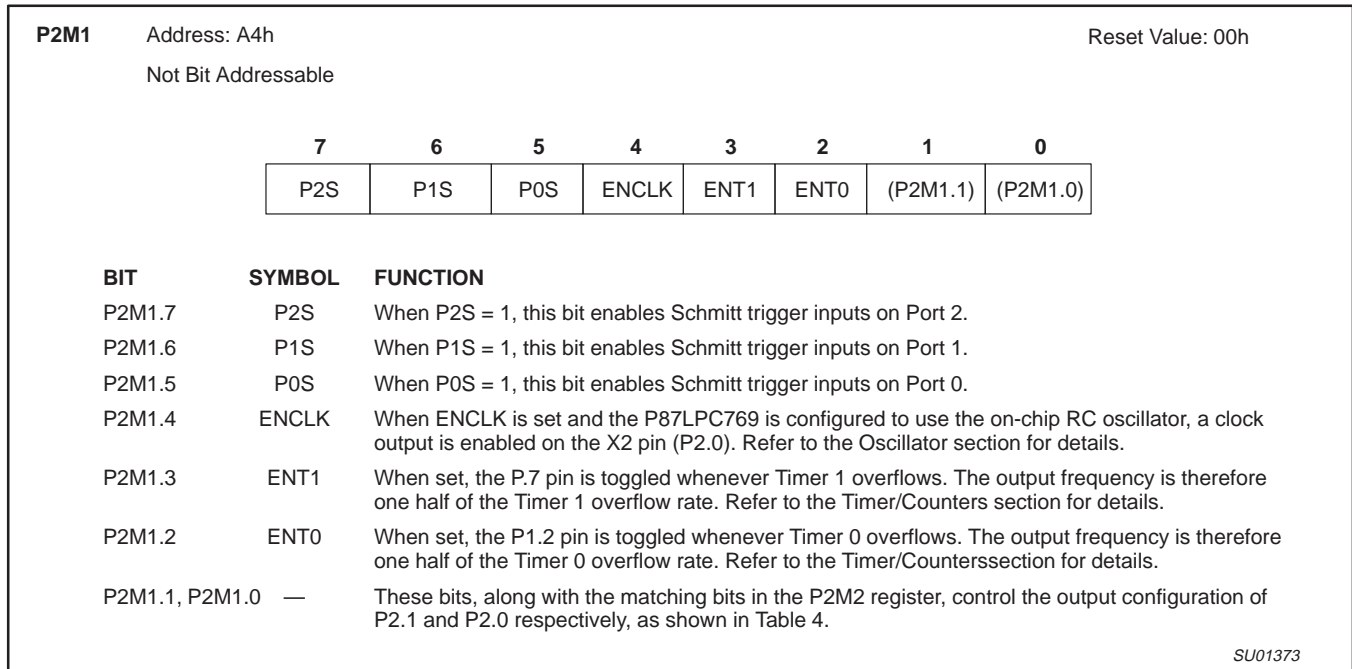 P2M1 Address: A4h Reset Value: 00h
Not Bit Addressable
7 6 5 4 3 2 1 0
P2S P1S P0S ENCLK ENT1 ENT0 (P2M1.1) (P2M1.0)
BIT SYMBOL FUNCTION
P2M1.7 P2S When P2S = 1, this bit enables Schmitt trigger inputs on Port 2.
P2M1.6 P1S When P1S = 1, this bit enables Schmitt trigger inputs on Port 1.
P2M1.5 P0S When P0S = 1, this bit enables Schmitt trigger inputs on Port 0.
P2M1.4 ENCLK When ENCLK is set and the P87LPC769 is configured to use the on-chip RC oscillator, a clock
output is enabled on the X2 pin (P2.0). Refer to the Oscillator section for details.
P2M1.3 ENT1 When set, the P.7 pin is toggled whenever Timer 1 overflows. The output frequency is therefore
one half of the Timer 1 overflow rate. Refer to the Timer/Counters section for details.
P2M1.2 ENT0 When set, the P1.2 pin is toggled whenever Timer 0 overflows. The output frequency is therefore
one half of the Timer 0 overflow rate. Refer to the Timer/Counterssection for details.
P2M1.1, P2M1.0 — These bits, along with the matching bits in the P2M2 register, control the output configuration of
P2.1 and P2.0 respectively, as shown in Table 4.
SU01373